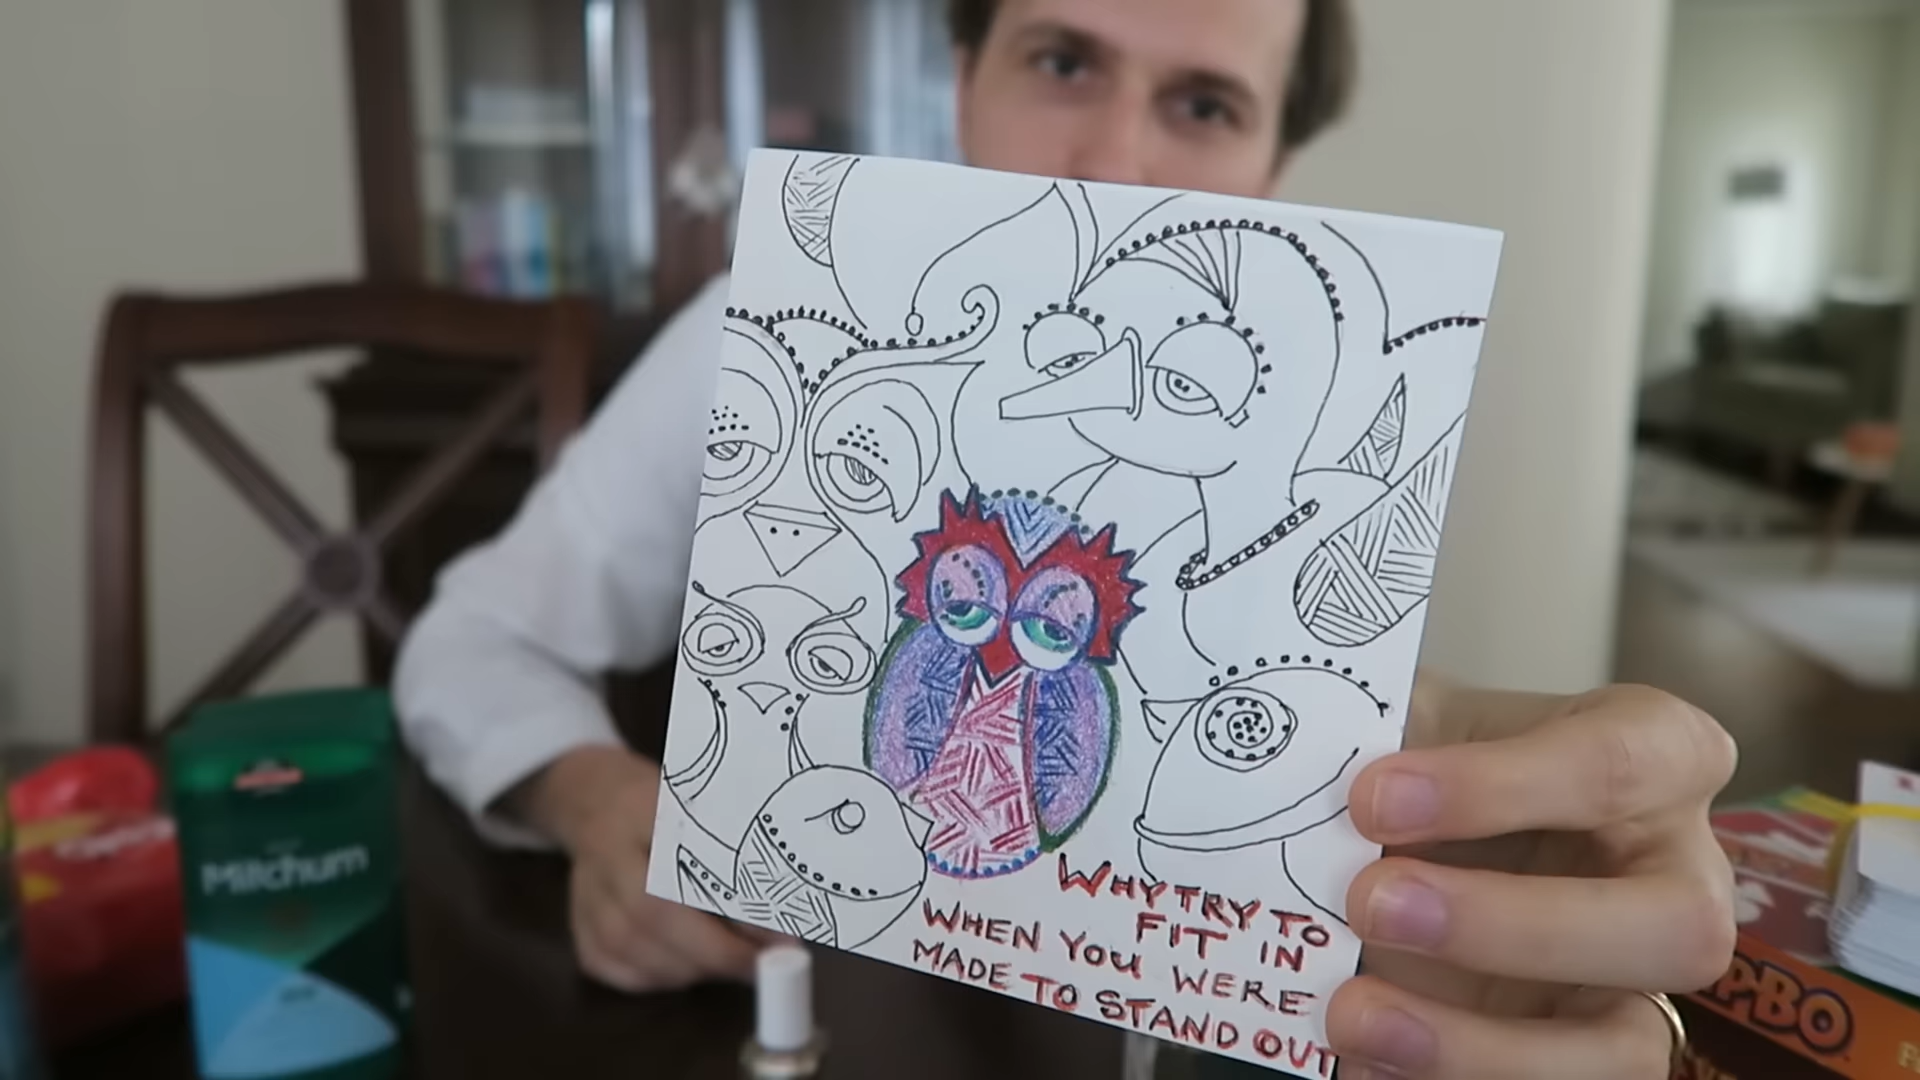 WHY TRY TO
FIT IN
WHEN YOU WERE
MADE TO STAND OUT
Mitchum